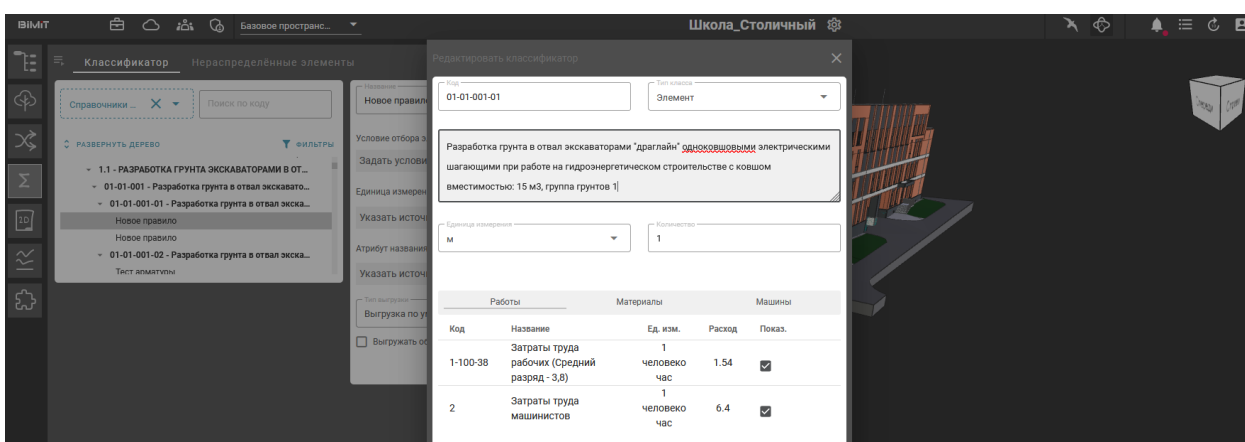 BIMiT
Базовое пространс...
Школа_Столичный
Классификатор
Нераспределённые элементы
Справочники ...
Поиск по коду
РАЗВЕРНУТЬ ДЕРЕВО
ФИЛЬТРЫ
1.1 - РАЗРАБОТКА ГРУНТА ЭКСКАВАТОРАМИ В ОТ...
01-01-001 - Разработка грунта в отвал экскавато...
01-01-001-01 - Разработка грунта в отвал экска...
Новое правило
Новое правило
01-01-001-02 - Разработка грунта в отвал экска...
Тест арматуры
Название
Новое правил
Условие отбора э
Задать услови
Единица измерен
Указать источ
Атрибут названия
Указать источ
Тип выгрузки
Выгрузка по у
Выгружать об
Редактировать классификатор
Код
01-01-001-01
Тип класса
Элемент
Разработка грунта в отвал экскаваторами "драглайн" одноковшовыми электрическими
шагающими при работе на гидроэнергетическом строительстве с ковшом
вместимостью: 15 м3, группа грунтов 1
Единица измерения
м
Количество
1
Работы Материалы Машины
Код Название Ед. изм. Расход Показ.
Затраты труда
рабочих (Средний
разряд - 3,8)
1-100-38
1
человеко
час
1.54
2
Затраты труда
машинистов
1
человеко
час
6.4
2D